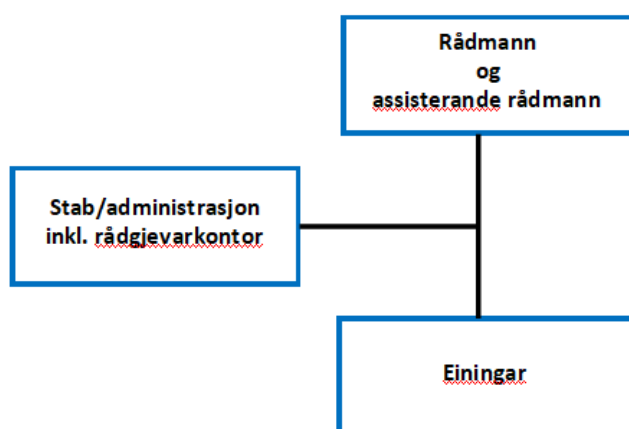 Rådmann
og
assisterande rådmann
Stab/administrasjon
inkl. rådgjevarkontor
Einingar